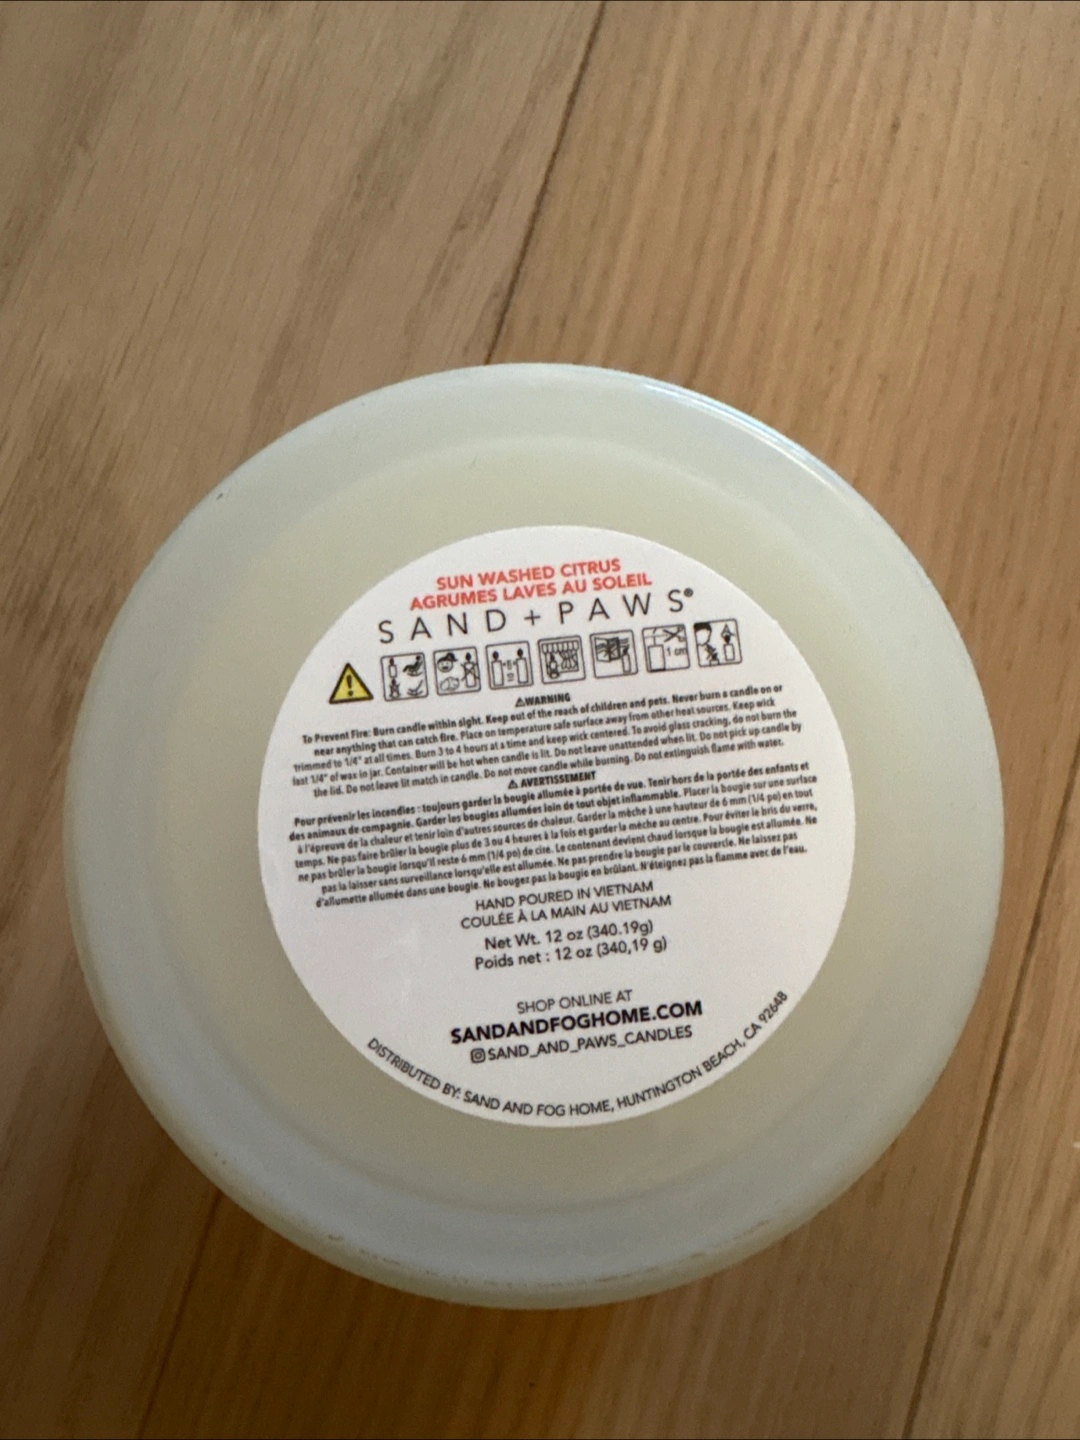 SUN WASHED CITRUS
AGRUMES LAVES AU SOLEIL
SAND + PAWS®
1 cm
⚠WARNING
To Prevent Fire: Burn candle within sight. Keep out of the reach of children and pets. Never burn a candle on or
near anything that can catch fire. Place on temperature safe surface away from other heat sources. Keep wick
trimmed to 1/4" at all times. Burn 3 to 4 hours at a time and keep wick centered. To avoid glass cracking, do not burn the
last 1/4" of wax in jar. Container will be hot when candle is lit. Do not leave unattended when lit. Do not pick up candle by
the lid. Do not leave lit match in candle. Do not move candle while burning. Do not extinguish flame with water.
⚠ AVERTISSEMENT
Pour prévenir les incendies : toujours garder la bougie allumée à portée de vue. Tenir hors de la portée des enfants et
des animaux de compagnie. Garder les bougies allumées loin de tout objet inflammable. Placer la bougie sur une surface
à l'épreuve de la chaleur et tenir loin d'autres sources de chaleur. Garder la mèche à une hauteur de 6 mm (1/4 po) en tout
temps. Ne pas faire brûler la bougie plus de 3 ou 4 heures à la fois et garder la mèche au centre. Pour éviter le bris du verre,
ne pas brûler la bougie lorsqu'il reste 6 mm (1/4 po) de cire. Le contenant devient chaud lorsque la bougie est allumée. Ne
pas la laisser sans surveillance lorsqu'elle est allumée. Ne pas prendre la bougie par le couvercle. Ne laissez pas
d'allumette allumée dans une bougie. Ne bougez pas la bougie en brûlant. N'éteignez pas la flamme avec de l'eau.
HAND POURED IN VIETNAM
COULÉE À LA MAIN AU VIETNAM
Net Wt. 12 oz (340.19g)
Poids net : 12 oz (340,19 g)
SHOP ONLINE AT
SANDANDFOGHOME.COM
SAND_AND_PAWS_CANDLES
DISTRIBUTED BY: SAND AND FOG HOME, HUNTINGTON BEACH, CA 92648